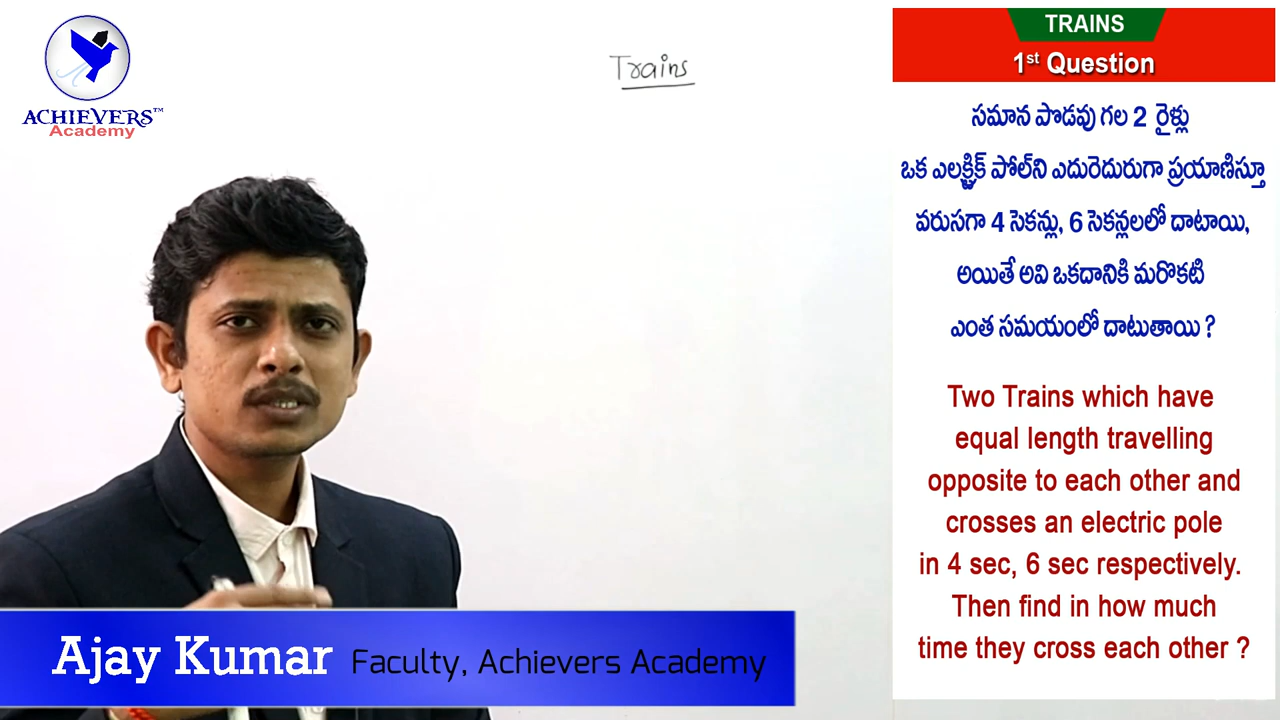 ACHIEVERS™
Academy
Trains
TRAINS
1st Question
సమాన పొడవు గల 2 రైళ్లు
ఒక ఎలక్ట్రిక్ పోల్‌ని ఎదురెదురుగా ప్రయాణిస్తూ
వరుసగా 4 సెకన్లు, 6 సెకన్లలలో దాటాయి,
అయితే అవి ఒకదానికి మరొకటి
ఎంత సమయంలో దాటుతాయి ?
Two Trains which have
equal length travelling
opposite to each other and
crosses an electric pole
in 4 sec, 6 sec respectively.
Then find in how much
time they cross each other ?
Ajay Kumar Faculty, Achievers Academy